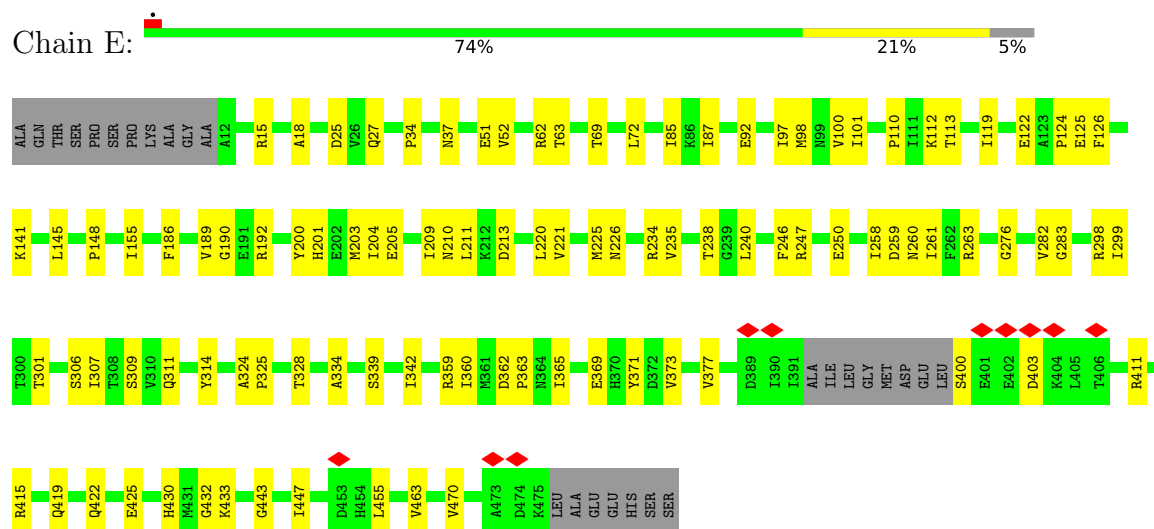 Chain E:
74% 21% 5%
ALA GLN THR SER PRO SER PRO LYS ALA GLY ALA A12 R15 A18 D25 V26 Q27 P34 N37 E51 V52 R62 T63 T69 L72 I85 K86 I87 E92 I97 M98 N99 V100 I101 P110 I111 K112 T113 I119 E122 A123 P124 E125 F126
K141 L145 P148 I155 F186 V189 G190 E191 R192 Y200 H201 E202 M203 I204 E205 I209 N210 L211 K212 D213 L220 V221 M225 N226 R234 V235 T238 G239 L240 F246 R247 E250 I258 D259 N260 I261 F262 R263 G276 V282 G283 R298 I299
T300 T301 S306 I307 T308 S309 V310 Q311 Y314 A324 P325 T328 A334 S339 I342 R359 I360 M361 D362 P363 N364 I365 E369 H370 Y371 D372 V373 V377 D389 I390 I391 ALA ILE LEU GLY MET ASP GLU LEU S400 E401 E402 D403 K404 L405 T406 R411
R415 Q419 Q422 E425 H430 M431 G432 K433 G443 I447 D453 H454 L455 V463 V470 A473 D474 K475 LEU ALA GLU GLU HIS SER SER